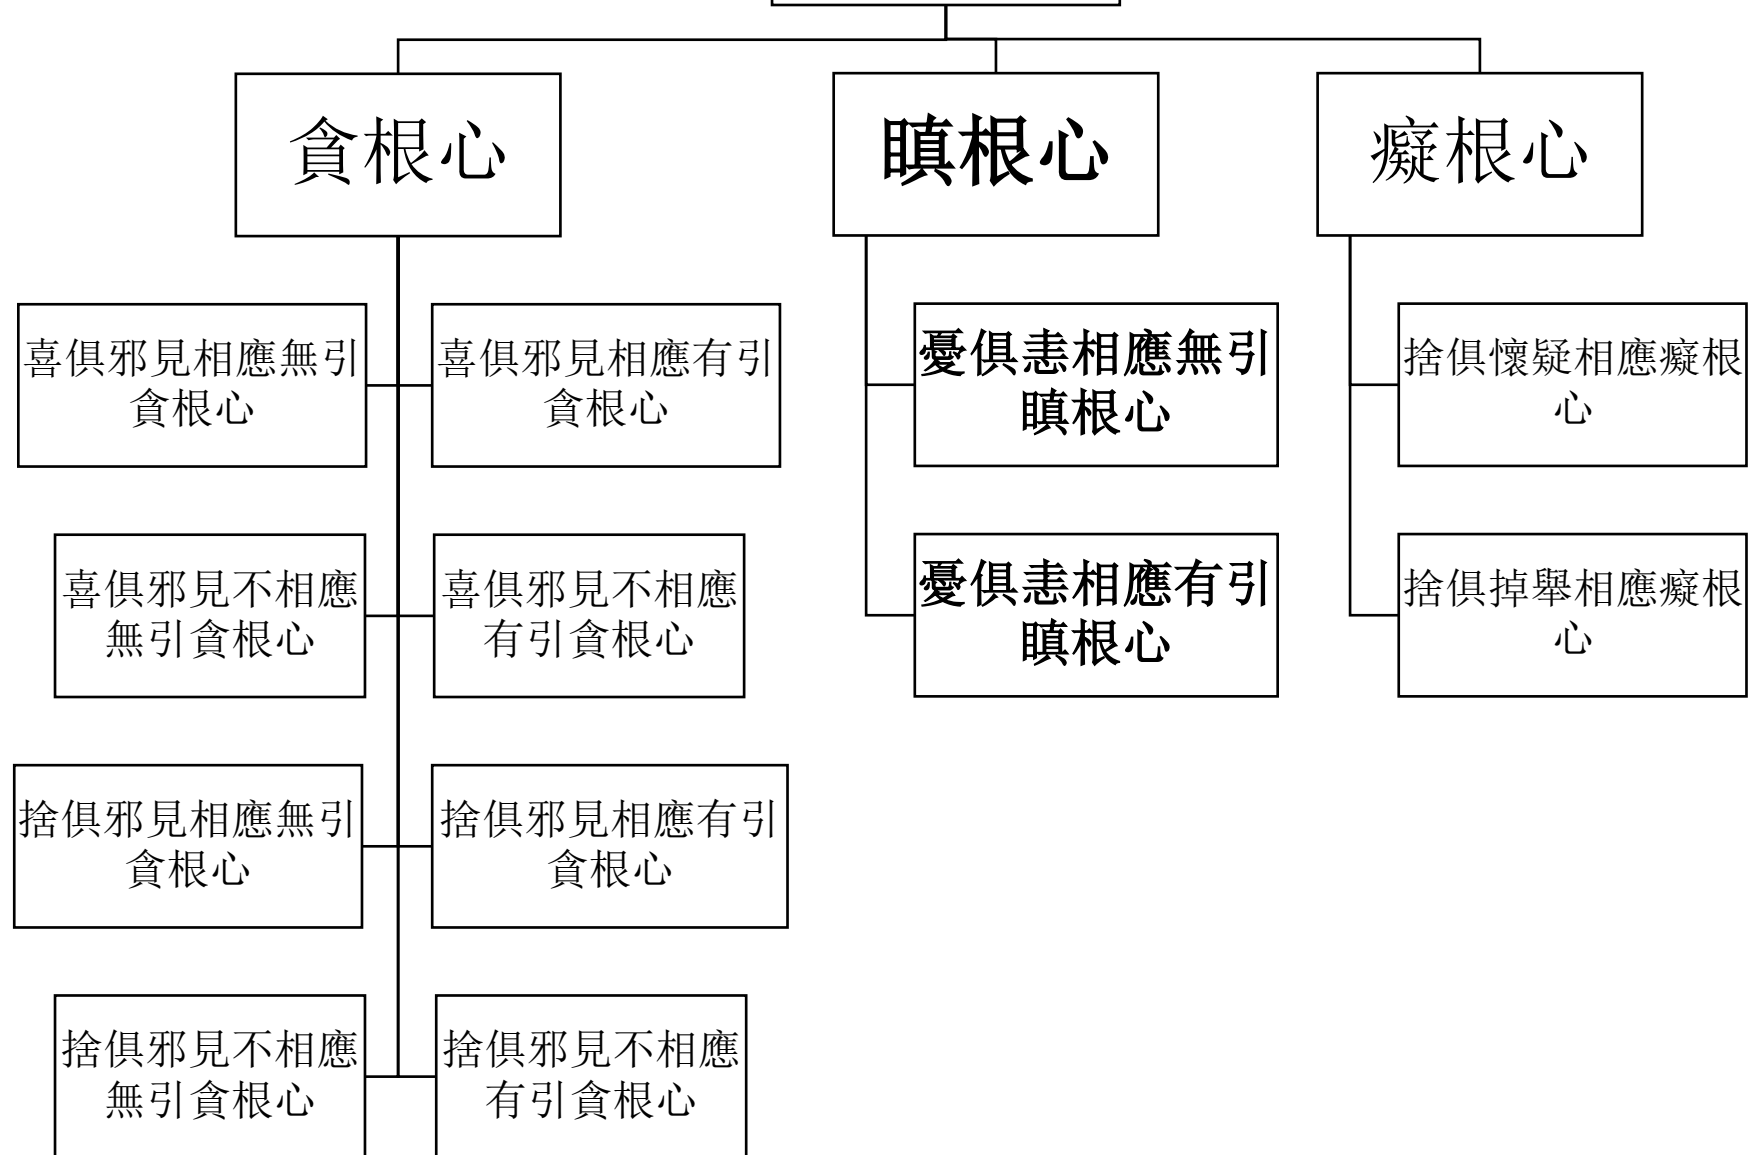 貪根心
瞋根心
癡根心
喜俱邪見相應無引
貪根心
喜俱邪見相應有引
貪根心
喜俱邪見不相應
無引貪根心
喜俱邪見不相應
有引貪根心
捨俱邪見相應無引
貪根心
捨俱邪見相應有引
貪根心
捨俱邪見不相應
無引貪根心
捨俱邪見不相應
有引貪根心
憂俱恚相應無引
瞋根心
憂俱恚相應有引
瞋根心
捨俱懷疑相應癡根
心
捨俱掉舉相應癡根
心